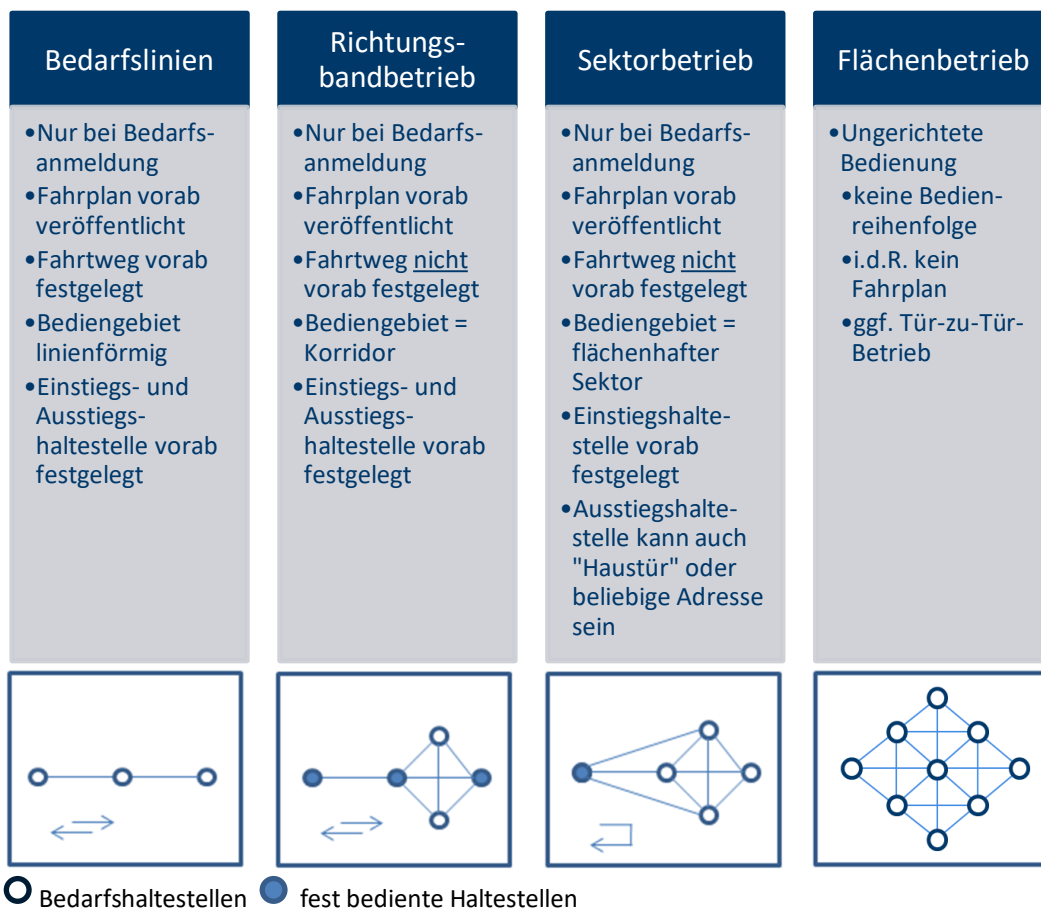 Bedarfslinien
•Nur bei Bedarfs-
anmeldung
•Fahrplan vorab
veröffentlicht
•Fahrtweg vorab
festgelegt
•Bediengebiet
linienförmig
•Einstiegs- und
Ausstiegs-
haltestelle vorab
festgelegt
Richtungs-
bandbetrieb
•Nur bei Bedarfs-
anmeldung
•Fahrplan vorab
veröffentlicht
•Fahrtweg nicht
vorab festgelegt
•Bediengebiet =
Korridor
•Einstiegs- und
Ausstiegs-
haltestelle vorab
festgelegt
Sektorbetrieb
•Nur bei Bedarfs-
anmeldung
•Fahrplan vorab
veröffentlicht
•Fahrtweg nicht
vorab festgelegt
•Bediengebiet =
flächenhafter
Sektor
•Einstiegshalte-
stelle vorab
festgelegt
•Ausstiegshalte-
stelle kann auch
"Haustür" oder
beliebige Adresse
sein
Flächenbetrieb
•Ungerichtete
Bedienung
•keine Bedien-
reihenfolge
•i.d.R. kein
Fahrplan
•ggf. Tür-zu-Tür-
Betrieb
Bedarfshaltestellen fest bediente Haltestellen